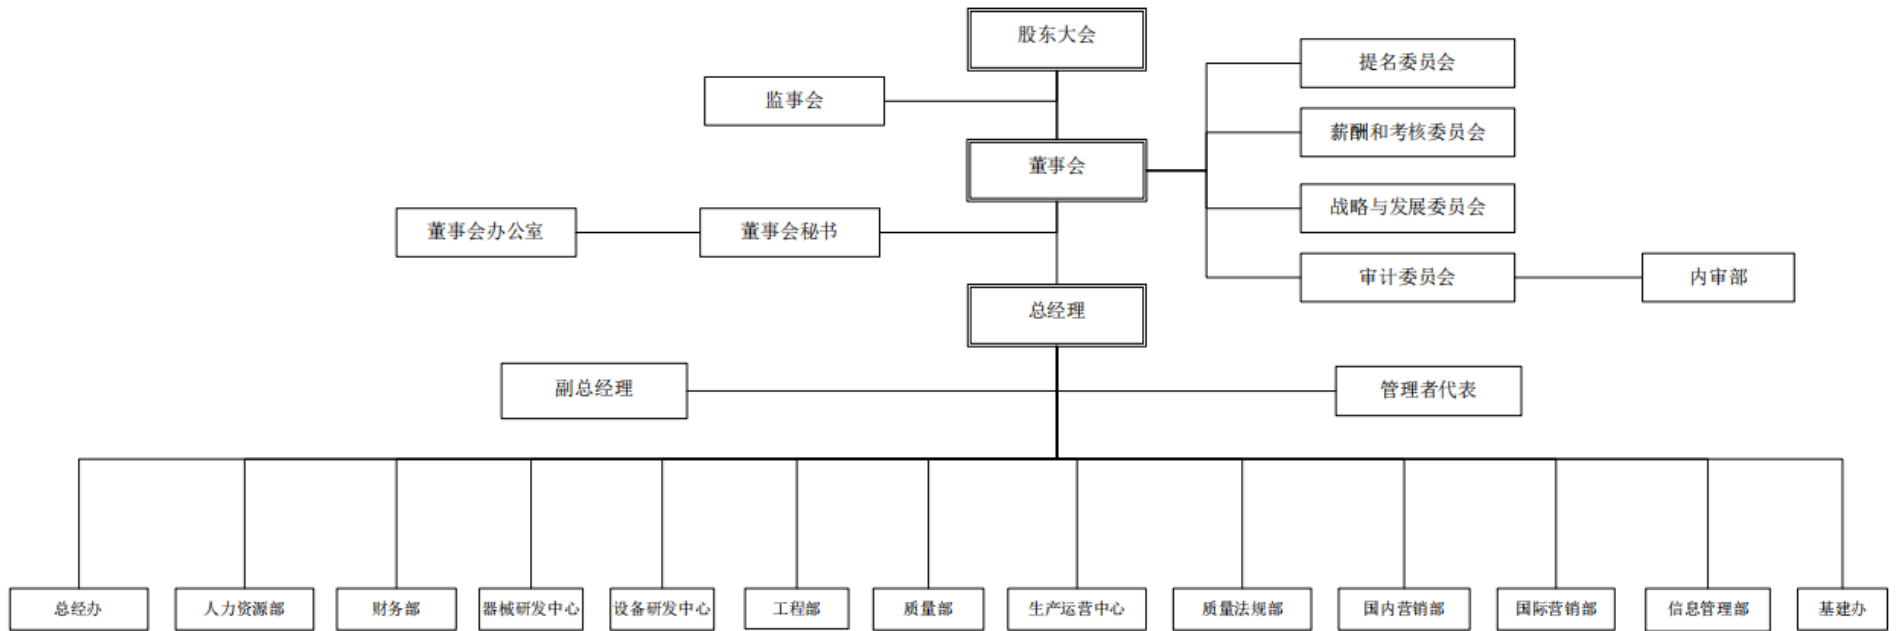 股东大会
提名委员会
监事会
薪酬和考核委员会
董事会
战略与发展委员会
董事会办公室
董事会秘书
审计委员会
内审部
总经理
副总经理
管理者代表
总经办
人力资源部
财务部
器械研发中心
设备研发中心
工程部
质量部
生产运营中心
质量法规部
国内营销部
国际营销部
信息管理部
基建办